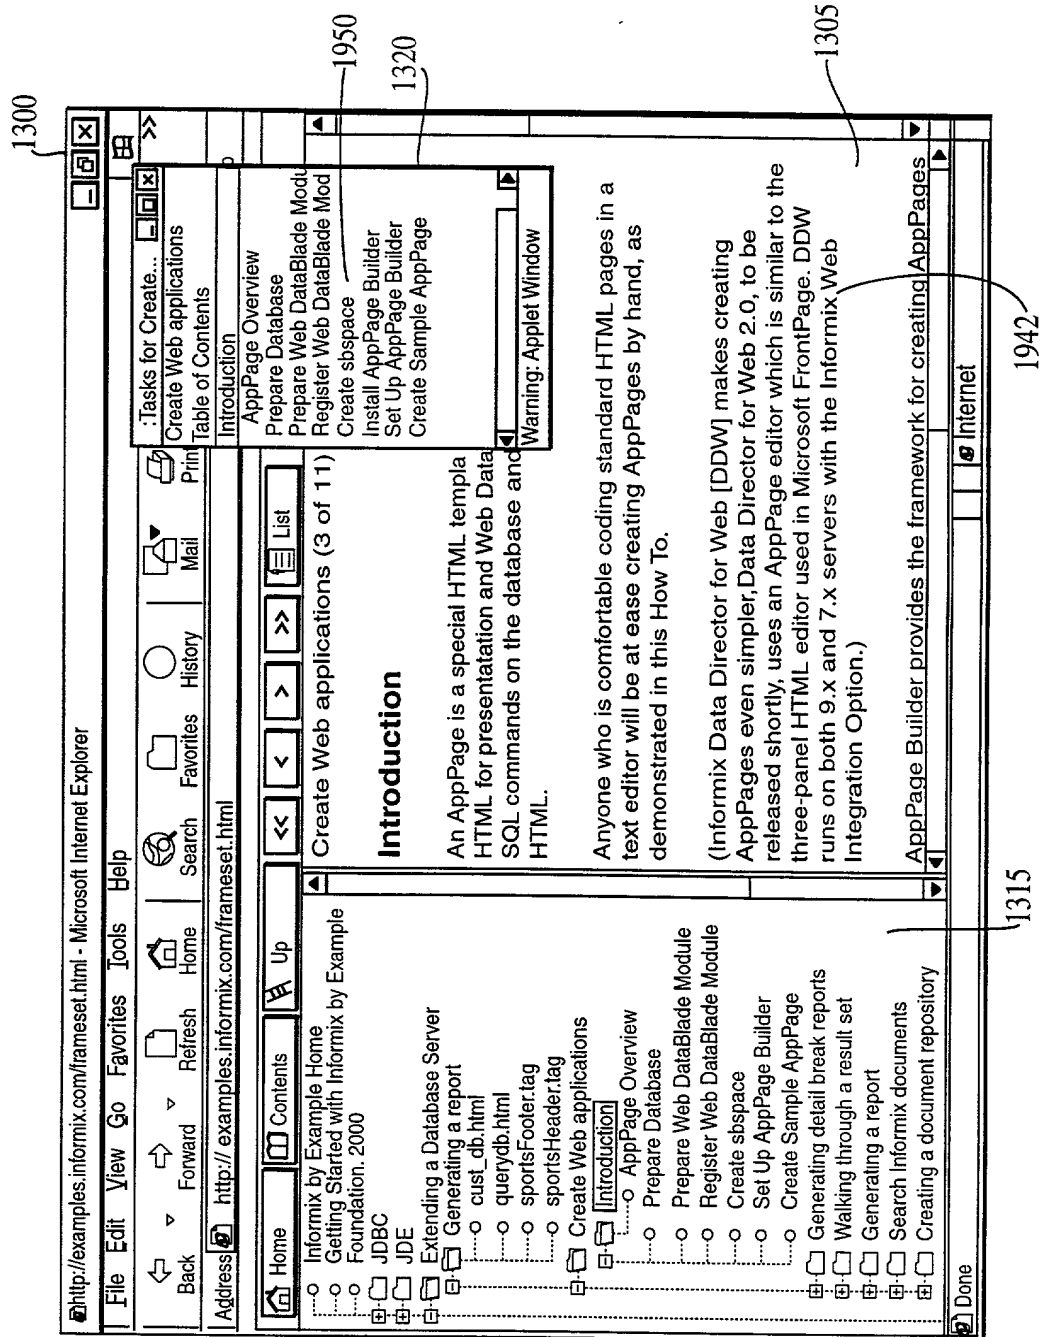 1300
http://examples.informix.com/frameset.html - Microsoft Internet Explorer
File Edit View Go Favorites Tools Help
Back Forward Refresh Home Search Favorites History Mail Print >>
Address http:// examples.informix.com/frameset.html
Home Contents Up << < > >> List
Informix by Example Home
Getting Started with Informix by Example
Foundation. 2000
JDBC
JDE
Extending a Database Server
Generating a report
cust_db.html
querydb.html
sportsFooter.tag
sportsHeader.tag
Create Web applications
Introduction
AppPage Overview
Prepare Database
Prepare Web DataBlade Module
Register Web DataBlade Module
Create sbspace
Set Up AppPage Builder
Create Sample AppPage
Generating detail break reports
Walking through a result set
Generating a report
Search Informix documents
Creating a document repository
Create Web applications (3 of 11)
Introduction
An AppPage is a special HTML templa
HTML for presentatation and Web Data
SQL commands on the database and
HTML.
Anyone who is comfortable coding standard HTML pages in a
text editor will be at ease creating AppPages by hand, as
demonstrated in this How To.
(Informix Data Director for Web [DDW] makes creating
AppPages even simpler,Data Director for Web 2.0, to be
released shortly, uses an AppPage editor which is similar to the
three-panel HTML editor used in Microsoft FrontPage. DDW
runs on both 9.x and 7.x servers with the Informix Web
Integration Option.)
AppPage Builder provides the framework for creating AppPages
:Tasks for Create...
Create Web applications
Table of Contents
Introduction
AppPage Overview
Prepare Database
Prepare Web DataBlade Modu
Register Web DataBlade Mod
Create sbspace
Install AppPage Builder
Set Up AppPage Builder
Create Sample AppPage
Warning: Applet Window
Done
Internet
1950
1320
1305
1942
1315